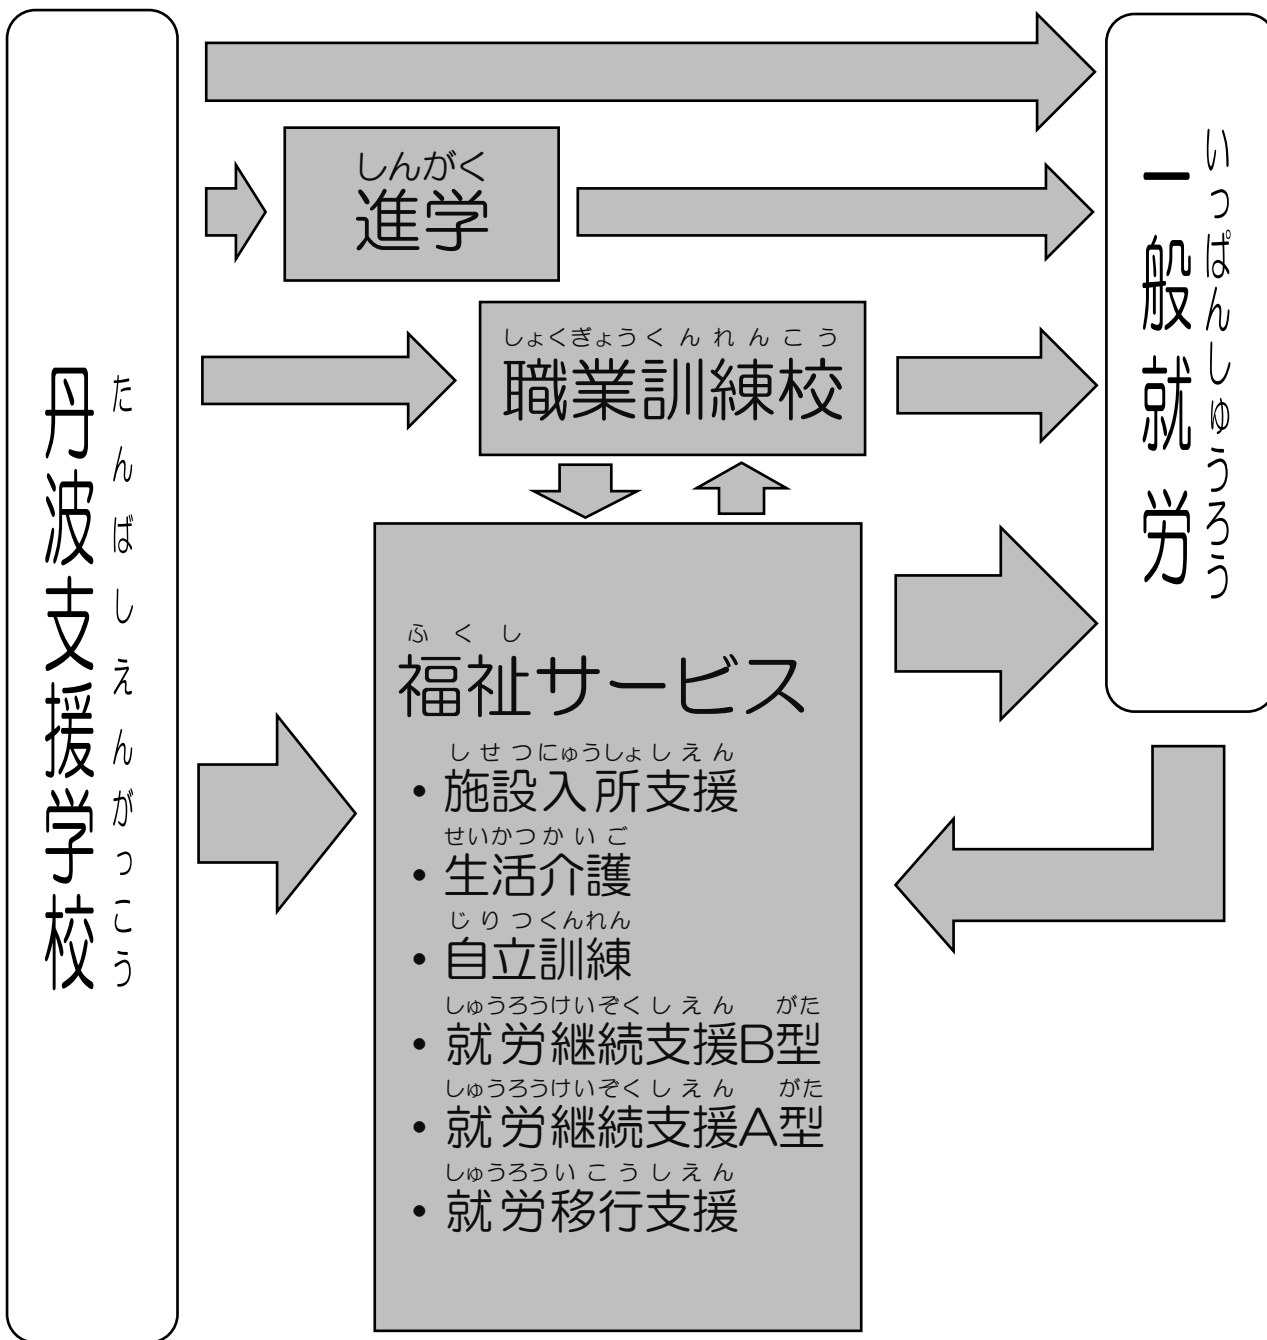 たんばしえんがっこう
丹波支援学校
しんがく
進学
しょくぎょうくんれんこう
職業訓練校
ふくし
福祉サービス
しせつにゅうしょしえん
・施設入所支援
せいかつかいご
・生活介護
じりつくんれん
・自立訓練
しゅうろうけいぞくしえん がた
・就労継続支援B型
しゅうろうけいぞくしえん がた
・就労継続支援A型
しゅうろういこうしえん
・就労移行支援
いっぱんしゅうろう
一般就労